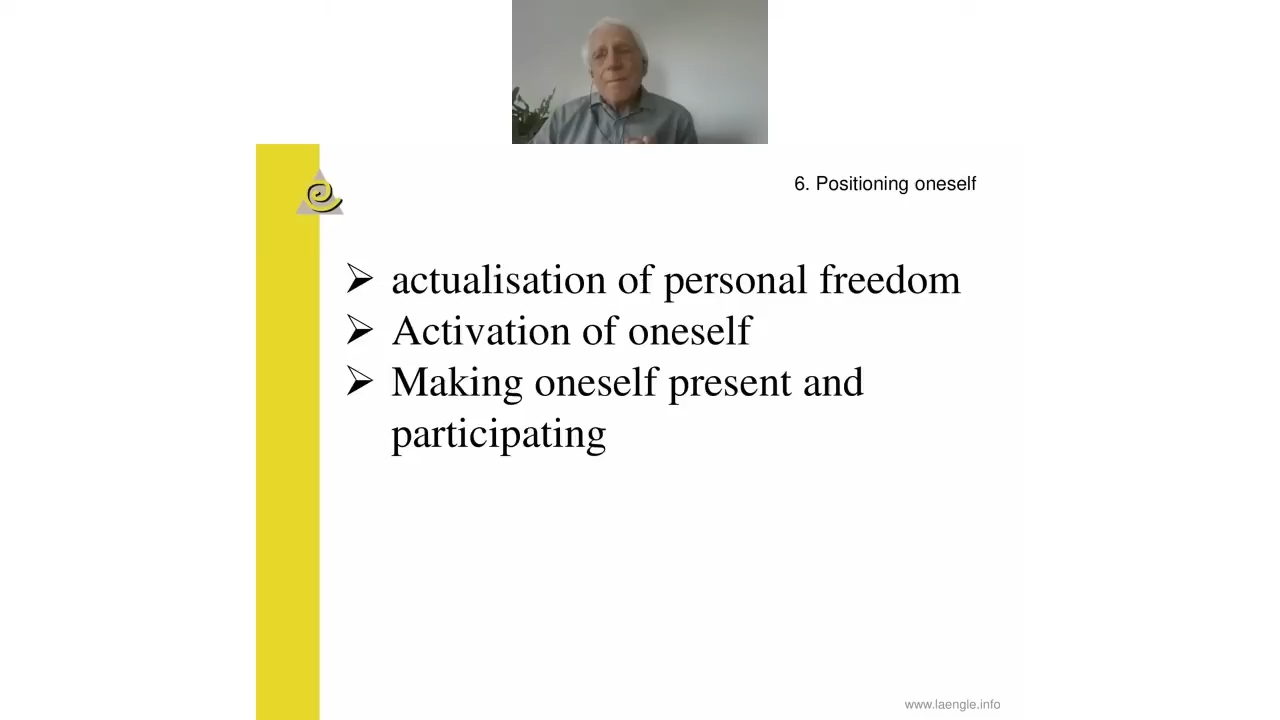 6. Positioning oneself
➢ actualisation of personal freedom
➢ Activation of oneself
➢ Making oneself present and
participating
www.laengle.info